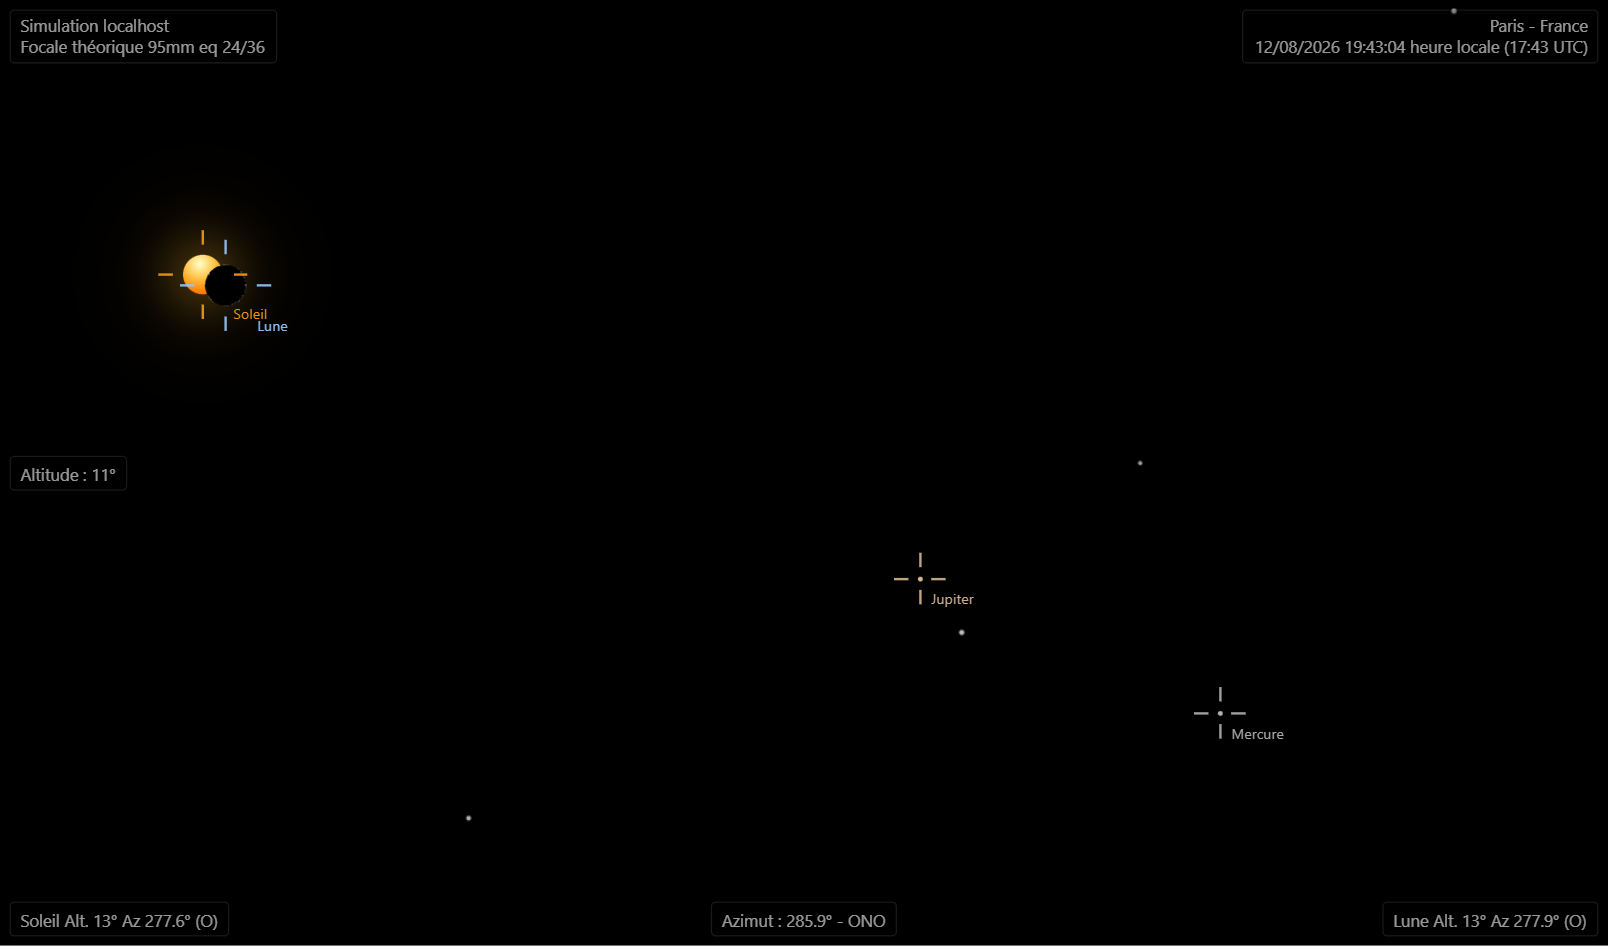 Simulation localhost
Focale théorique 95mm eq 24/36
Paris - France
12/08/2026 19:43:04 heure locale (17:43 UTC)
Soleil
Lune
Altitude : 11°
Jupiter
Mercure
Soleil Alt. 13° Az 277.6° (O)
Azimut : 285.9° - ONO
Lune Alt. 13° Az 277.9° (O)